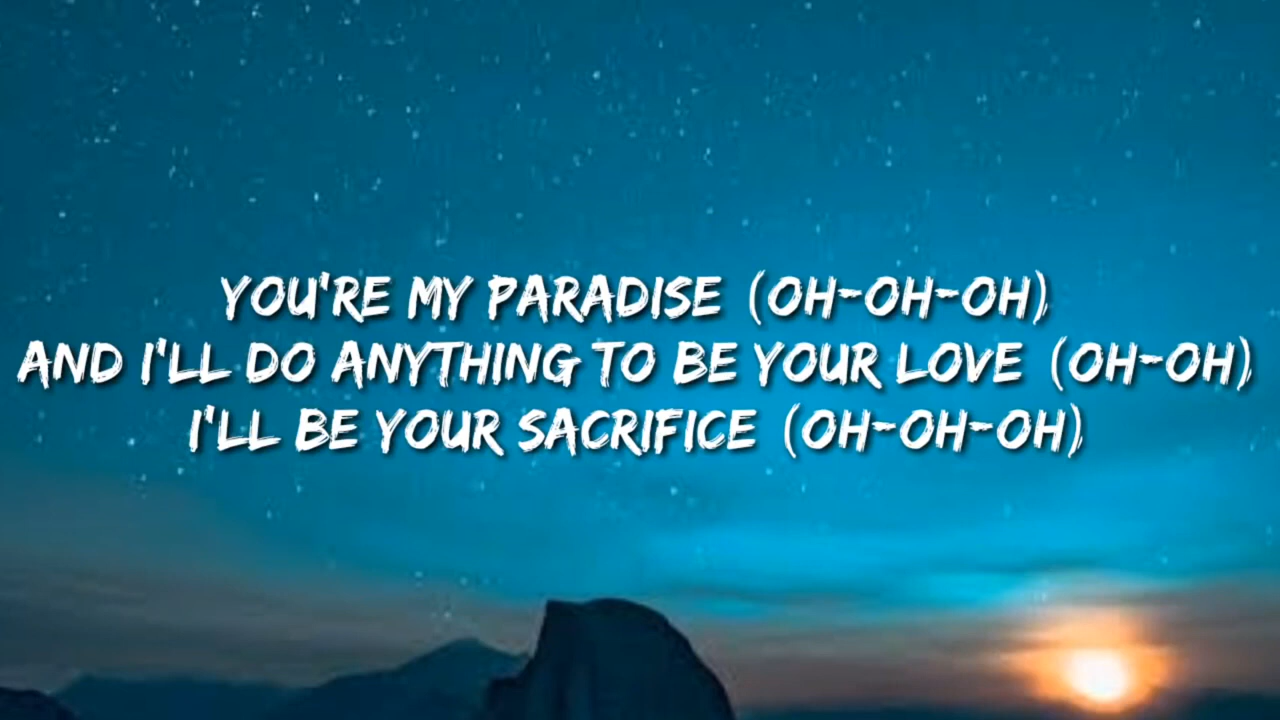 YOU'RE MY PARADISE (OH-OH-OH)
AND I'LL DO ANYTHING TO BE YOUR LOVE (OH-OH)
I'LL BE YOUR SACRIFICE (OH-OH-OH)